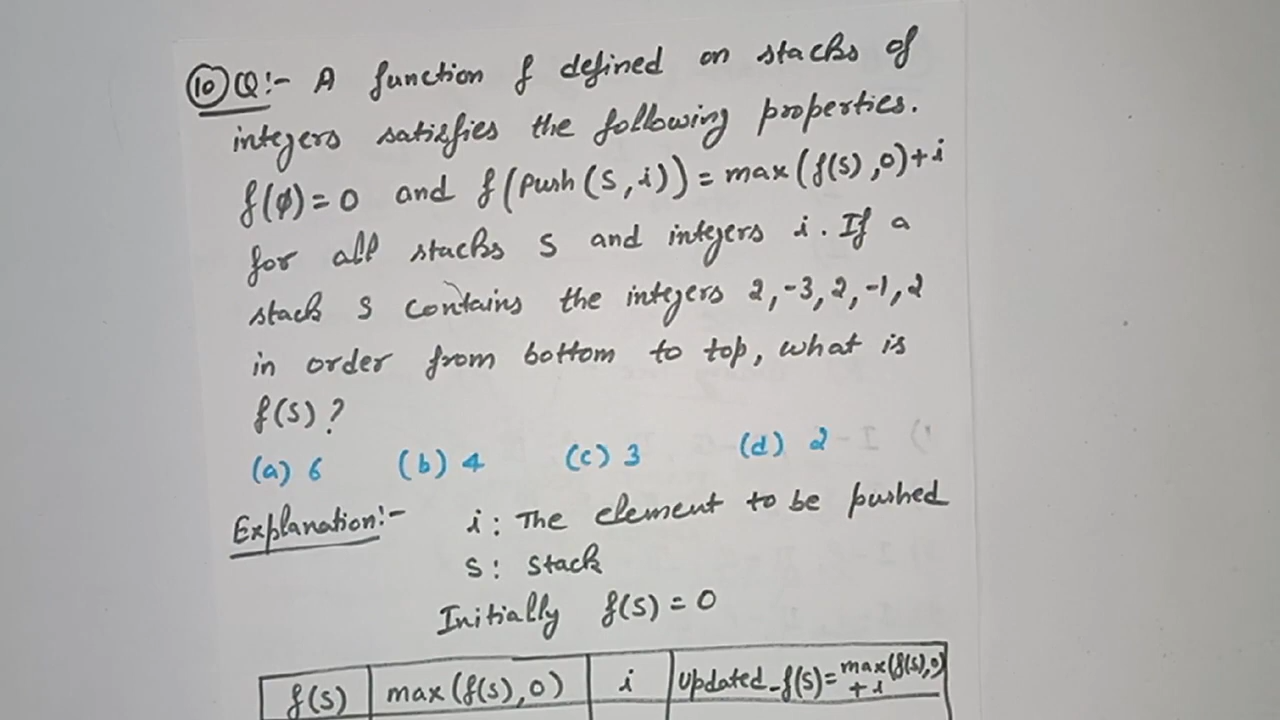 10 Q:- A function f defined on stacks of
integers satisfies the following properties.
f(ø) = 0 and f(push(S,i)) = max(f(S),0)+i
for all stacks S and integers i. If a
stack S contains the integers 2,-3,2,-1,2
in order from bottom to top, what is
f(S)?
(a) 6 (b) 4 (c) 3 (d) 2
Explanation:- i: The element to be pushed
S: Stack
Initially f(S) = 0
f(S) max(f(S),0) i Updated_f(S)=max(f(S),0)
+i